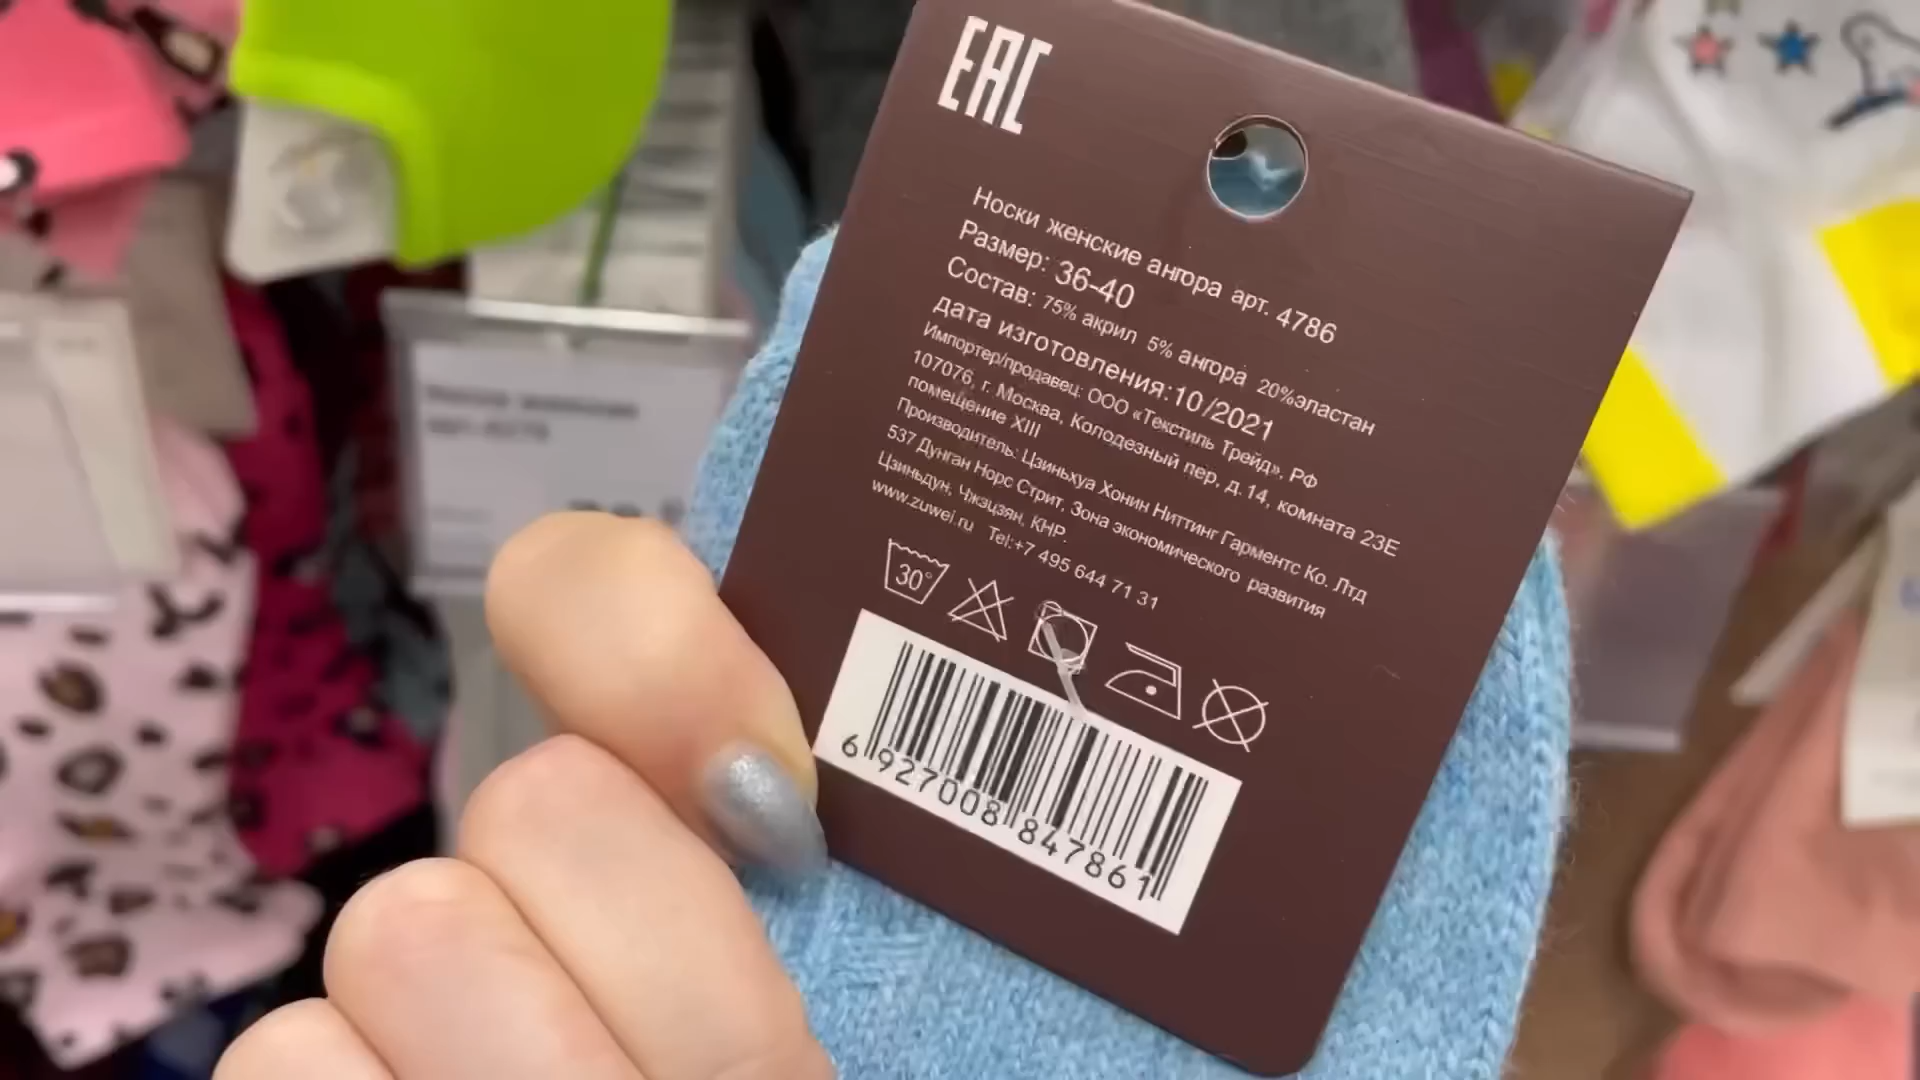 EAC
Носки женские ангора арт. 4786
Размер: 36-40
Состав: 75% акрил 5% ангора 20%эластан
дата изготовления:10/2021
Импортер/продавец: ООО «Текстиль Трейд», РФ
107076, г. Москва, Колодезный пер, д.14, комната 23Е
помещение XIII
Производитель: Цзиньхуа Хонин Ниттинг Гарментс Ко. Лтд
537 Дунган Норс Стрит, Зона экономического развития
Цзиньдун, Чжэцзян, КНР.
www.zuwei.ru Tel:+7 495 644 71 31
30°
6 927008 847861